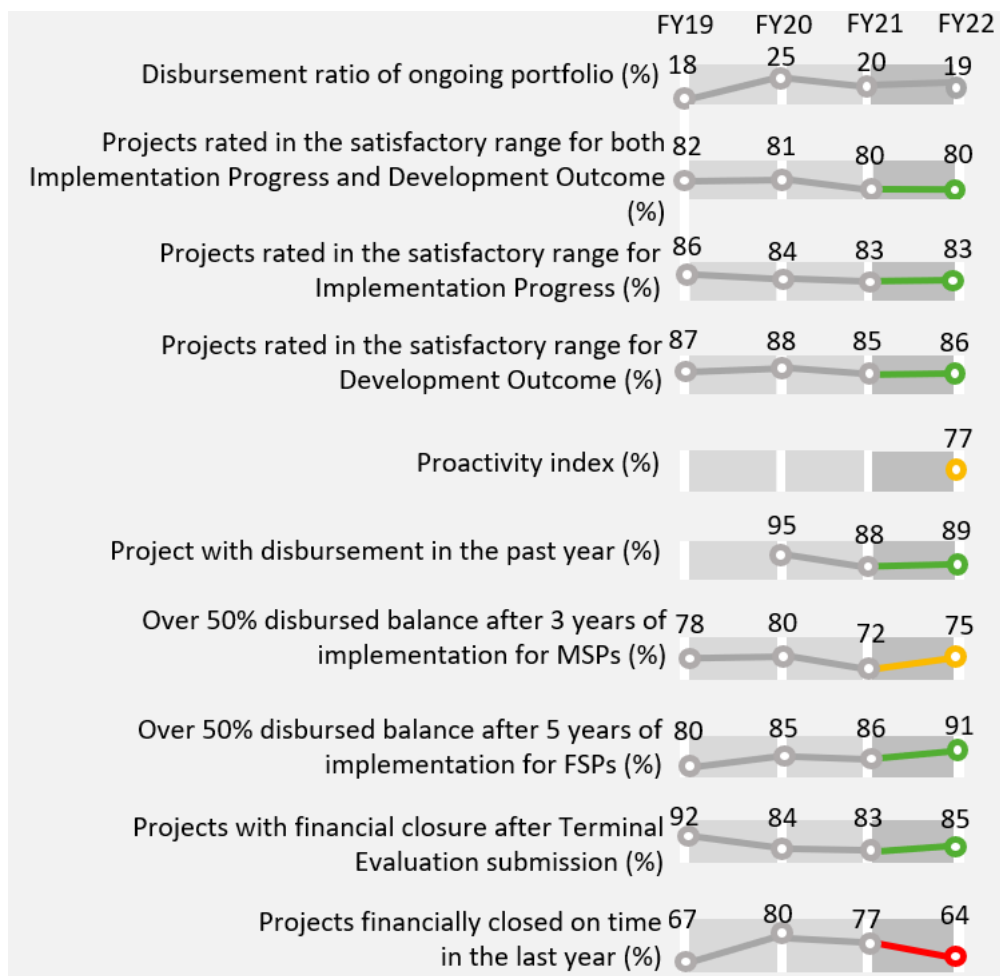 FY19 FY20 FY21 FY22
Disbursement ratio of ongoing portfolio (%) 18 25 20 19
Projects rated in the satisfactory range for both 82 81 80 80
Implementation Progress and Development Outcome
(%)
Projects rated in the satisfactory range for 86 84 83 83
Implementation Progress (%)
Projects rated in the satisfactory range for 87 88 85 86
Development Outcome (%)
Proactivity index (%) 77
Project with disbursement in the past year (%) 95 88 89
Over 50% disbursed balance after 3 years of 78 80 72 75
implementation for MSPs (%)
Over 50% disbursed balance after 5 years of 80 85 86 91
implementation for FSPs (%)
Projects with financial closure after Terminal 92 84 83 85
Evaluation submission (%)
Projects financially closed on time 67 80 77 64
in the last year (%)